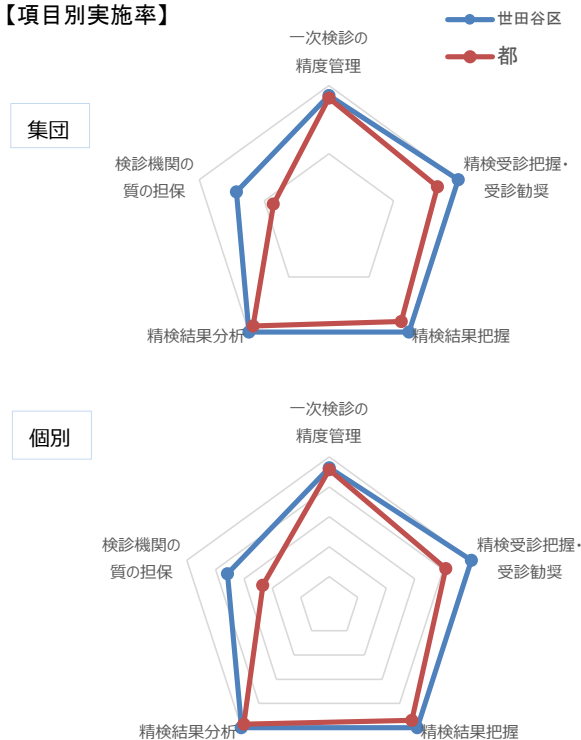 【項目別実施率】
世田谷区
都
集団
一次検診の
精度管理
精検受診把握・
受診勧奨
検診機関の
質の担保
精検結果分析
精検結果把握
個別
一次検診の
精度管理
精検受診把握・
受診勧奨
検診機関の
質の担保
精検結果分析
精検結果把握